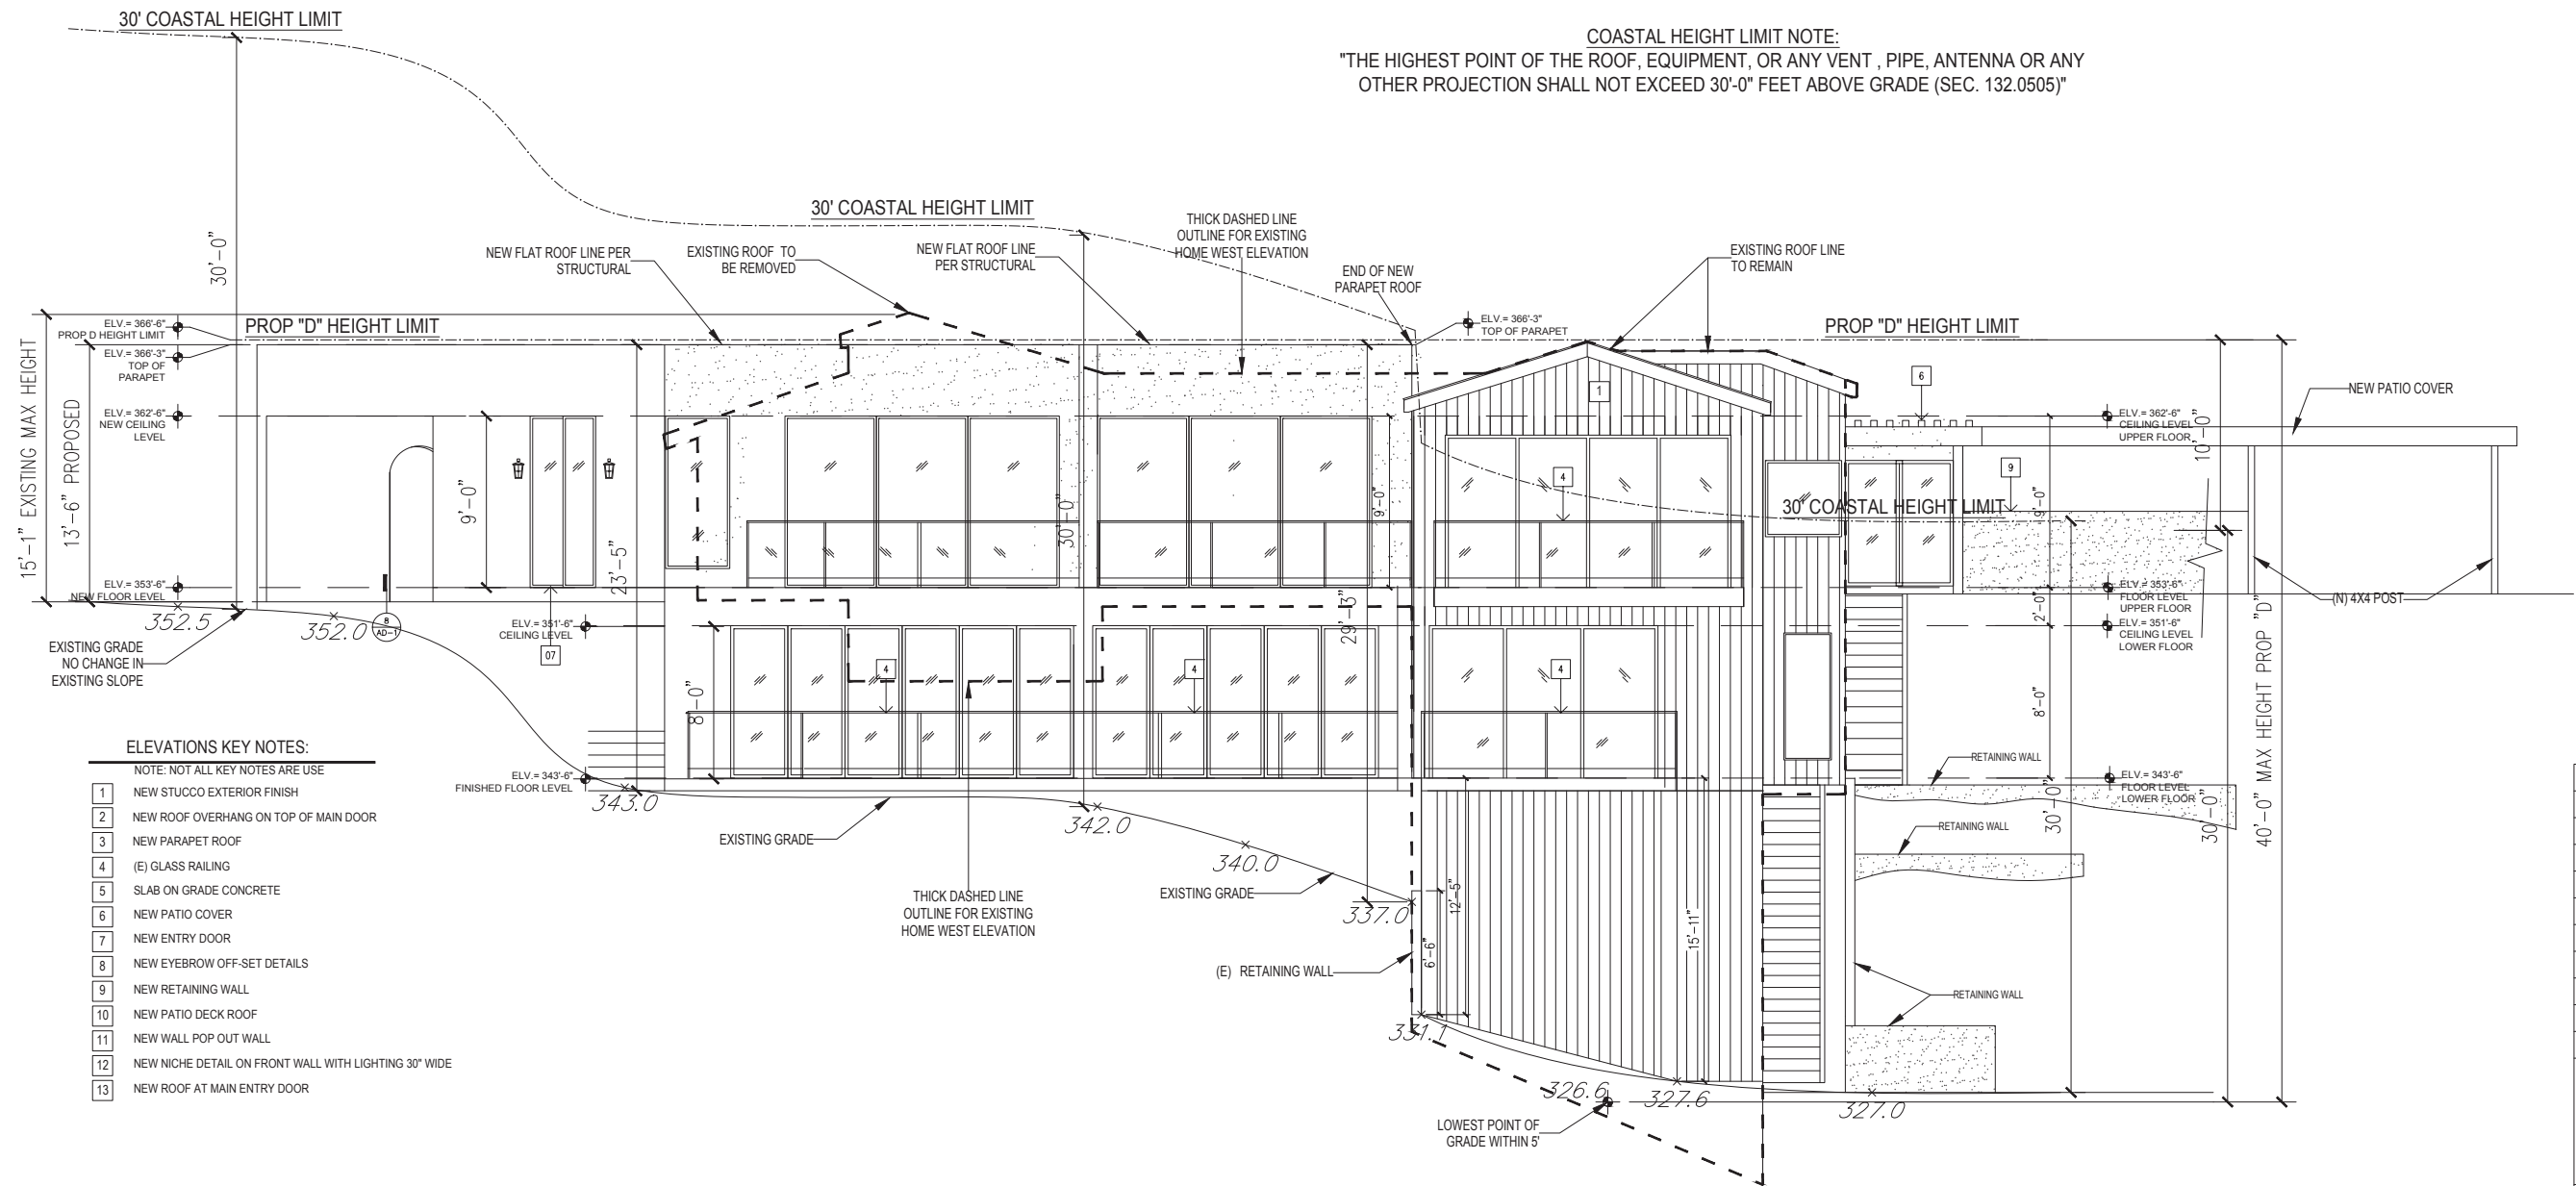 30' COASTAL HEIGHT LIMIT
COASTAL HEIGHT LIMIT NOTE:
"THE HIGHEST POINT OF THE ROOF, EQUIPMENT, OR ANY VENT , PIPE, ANTENNA OR ANY
OTHER PROJECTION SHALL NOT EXCEED 30'-0" FEET ABOVE GRADE (SEC. 132.0505)"
30' COASTAL HEIGHT LIMIT
THICK DASHED LINE
OUTLINE FOR EXISTING
HOME WEST ELEVATION
NEW FLAT ROOF LINE PER
STRUCTURAL
EXISTING ROOF TO
BE REMOVED
NEW FLAT ROOF LINE
PER STRUCTURAL
END OF NEW
PARAPET ROOF
EXISTING ROOF LINE
TO REMAIN
30'-0"
ELV.= 366'-6"
PROP D HEIGHT LIMIT
PROP "D" HEIGHT LIMIT
ELV.= 366'-3"
TOP OF PARAPET
PROP "D" HEIGHT LIMIT
ELV.= 366'-3"
TOP OF
PARAPET
15'-1" EXISTING MAX HEIGHT
13'-6" PROPOSED
ELV.= 362'-6"
NEW CEILING
LEVEL
1
6
NEW PATIO COVER
ELV.= 362'-6"
CEILING LEVEL
UPPER FLOOR
10'-0"
9'-0"
23'-5"
30'-0"
9'-0"
29'-3"
4
9
9'-0"
30' COASTAL HEIGHT LIMIT
ELV.= 353'-6"
NEW FLOOR LEVEL
352.5
352.0
8
AD-1
07
ELV.= 353'-6"
FLOOR LEVEL
UPPER FLOOR
2'-0"
(N) 4X4 POST
EXISTING GRADE
NO CHANGE IN
EXISTING SLOPE
ELV.= 351'-6"
CEILING LEVEL
ELV.= 351'-6"
CEILING LEVEL
LOWER FLOOR
4
4
4
8'-0"
8'-0"
40'-0" MAX HEIGHT PROP "D"
ELV.= 343'-6"
FINISHED FLOOR LEVEL
343.0
342.0
340.0
337.0
RETAINING WALL
ELV.= 343'-6"
FLOOR LEVEL
LOWER FLOOR
30'-0"
30'-0"
RETAINING WALL
EXISTING GRADE
EXISTING GRADE
THICK DASHED LINE
OUTLINE FOR EXISTING
HOME WEST ELEVATION
(E) RETAINING WALL
6'-6"
12'-5"
15'-11"
RETAINING WALL
331.1
326.6
327.6
327.0
LOWEST POINT OF
GRADE WITHIN 5'
ELEVATIONS KEY NOTES:
NOTE: NOT ALL KEY NOTES ARE USE
1 NEW STUCCO EXTERIOR FINISH
2 NEW ROOF OVERHANG ON TOP OF MAIN DOOR
3 NEW PARAPET ROOF
4 (E) GLASS RAILING
5 SLAB ON GRADE CONCRETE
6 NEW PATIO COVER
7 NEW ENTRY DOOR
8 NEW EYEBROW OFF-SET DETAILS
9 NEW RETAINING WALL
10 NEW PATIO DECK ROOF
11 NEW WALL POP OUT WALL
12 NEW NICHE DETAIL ON FRONT WALL WITH LIGHTING 30" WIDE
13 NEW ROOF AT MAIN ENTRY DOOR